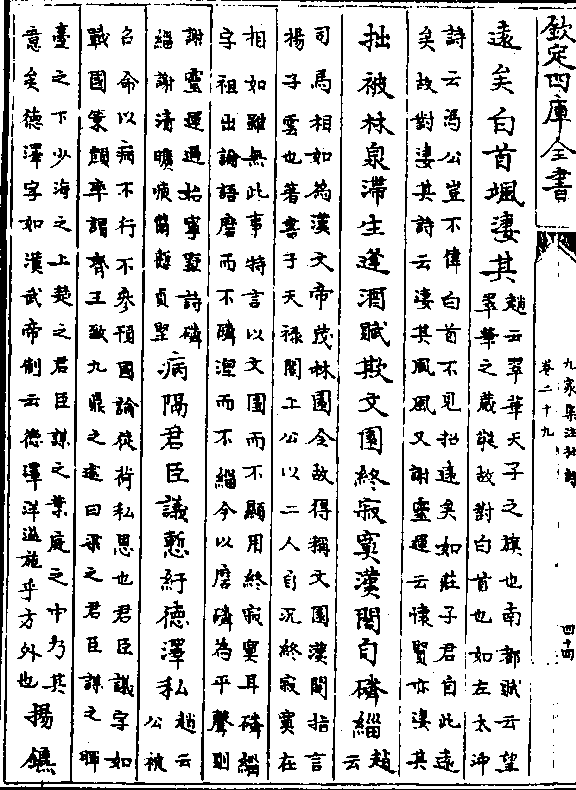 欽定四庫全書
九家集注杜詩
卷二十九
四十四
遠矣白首颯凄其
趙云翠華天子之旗也南都賦云望
翠華之葳蕤故對白首也如左太冲
詩云馮公豈不偉白首不見招遠矣如莊子君自此遠
矣故對凄其詩云凄其風風又謝靈運云懷賢亦凄其
拙被林泉滯生逢酒賦欺文園終寂寞漢閣自磷緇
趙
云
司馬相如為漢文帝茂林園令故得稱文園漢閣指言
揚子雲也著書于天祿閣上公以二人自況終寂寞在
相如雖無此事特言以文園而不顯用終寂寞耳磷緇
字祖出論語磨而不磷涅而不緇今以磨磷為平聲則
謝靈運過始寧墅詩磷
緇謝清曠疲薾慙貞堅
病隔君臣議慙紆德澤私
趙云
公被
召命以病不行不參預國論徒荷私恩也君臣議字如
戰國策顏率謂齊王致九鼎之遠曰梁之君臣謀之暉
臺之下少海之上楚之君臣謀之葉庭之中乃其
意矣德澤字如漢武帝制云德澤洋溢施乎方外也
揚鑣